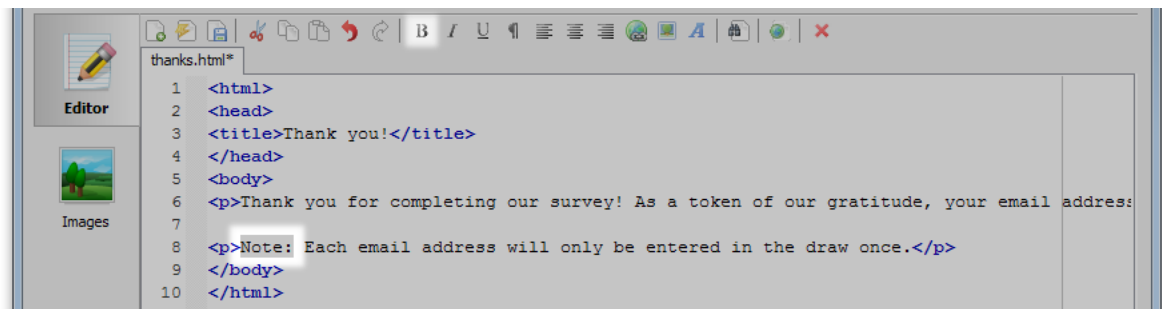 B I U ¶ A
thanks.html*
Editor
Images
1 <html>
2 <head>
3 <title>Thank you!</title>
4 </head>
5 <body>
6 <p>Thank you for completing our survey! As a token of our gratitude, your email address
7
8 <p>Note: Each email address will only be entered in the draw once.</p>
9 </body>
10 </html>